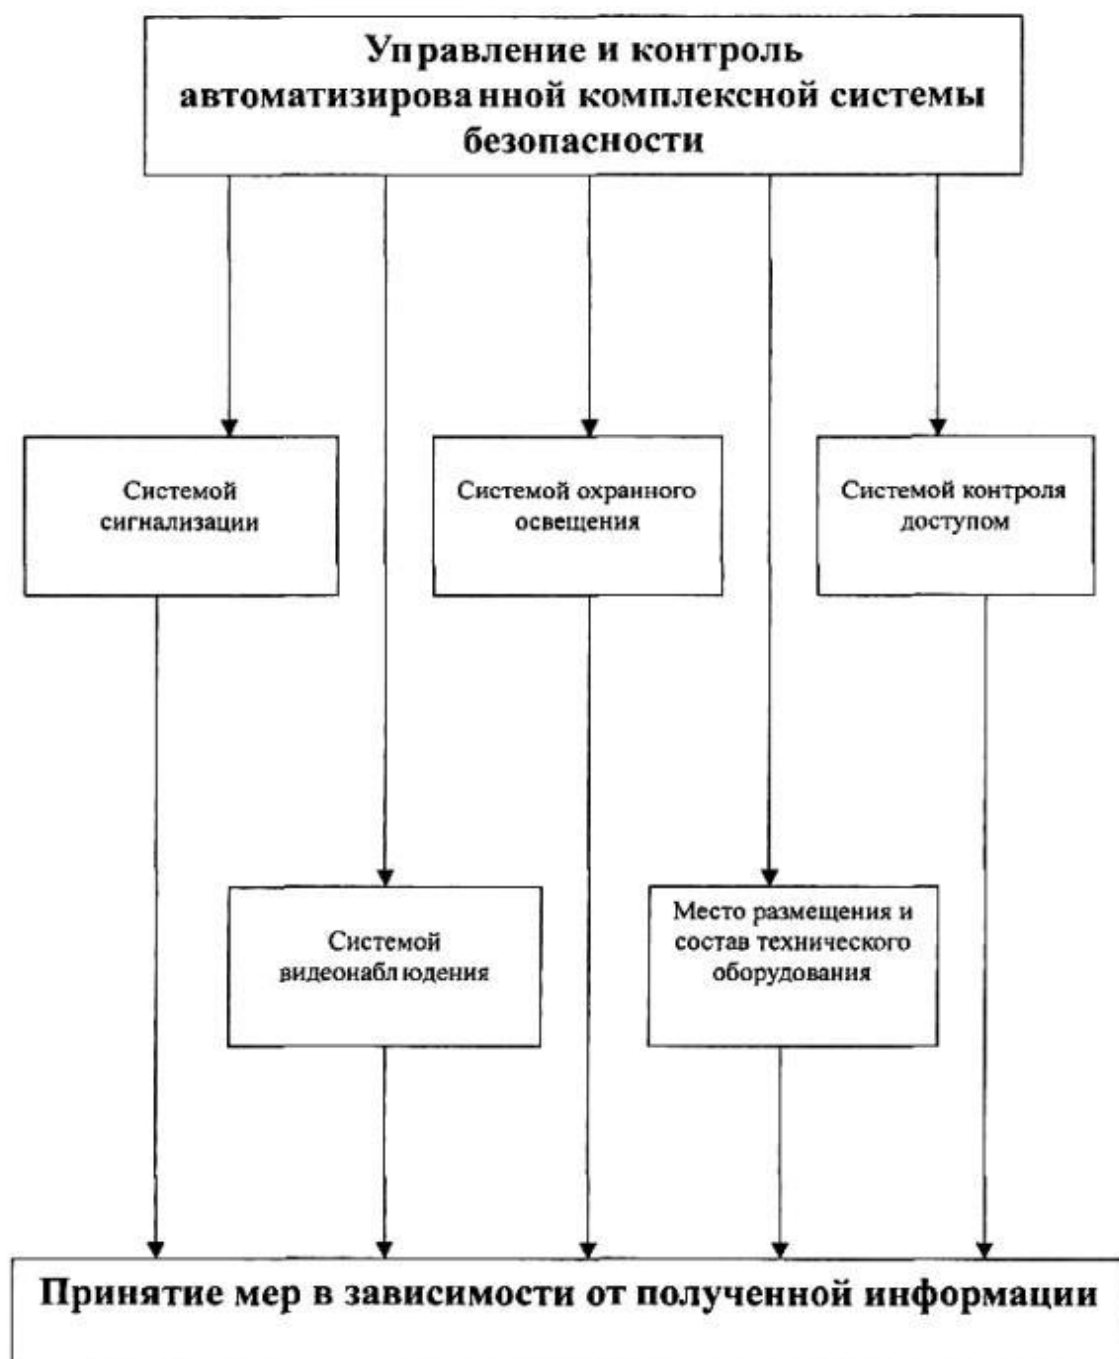 Управление и контроль
автоматизированной комплексной системы
безопасности
Системой
сигнализации
Системой охранного
освещения
Системой контроля
доступом
Системой
видеонаблюдения
Место размещения и
состав технического
оборудования
Принятие мер в зависимости от полученной информации